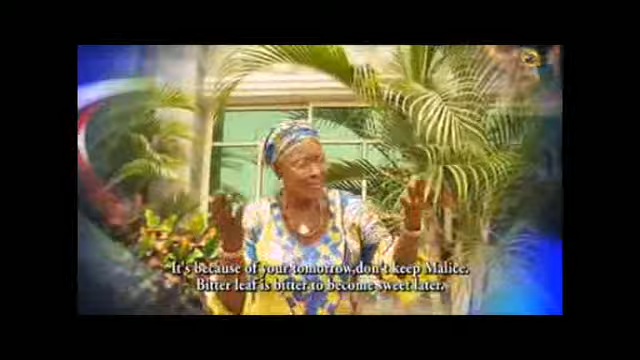 It's because of your tomorrow,don't keep Malice.
Bitter leaf is bitter to become sweet later.